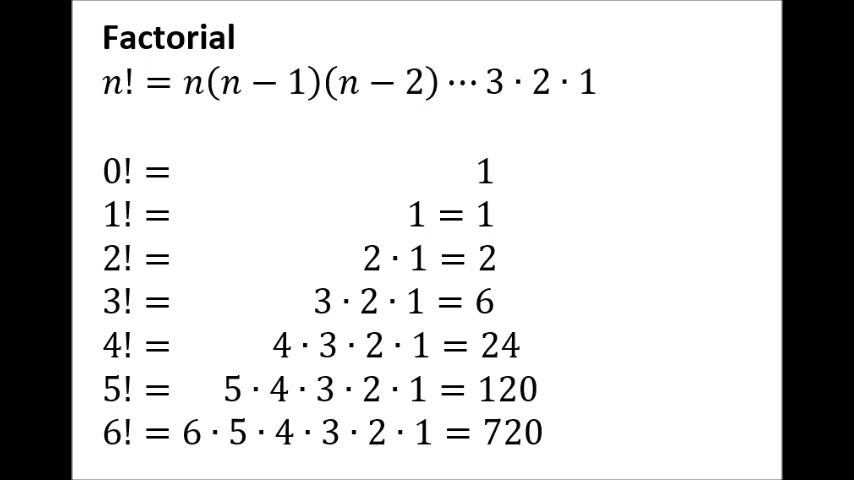 Factorial
n! = n(n − 1)(n − 2) ⋯ 3 · 2 · 1
0! = 1
1! = 1 = 1
2! = 2 · 1 = 2
3! = 3 · 2 · 1 = 6
4! = 4 · 3 · 2 · 1 = 24
5! = 5 · 4 · 3 · 2 · 1 = 120
6! = 6 · 5 · 4 · 3 · 2 · 1 = 720